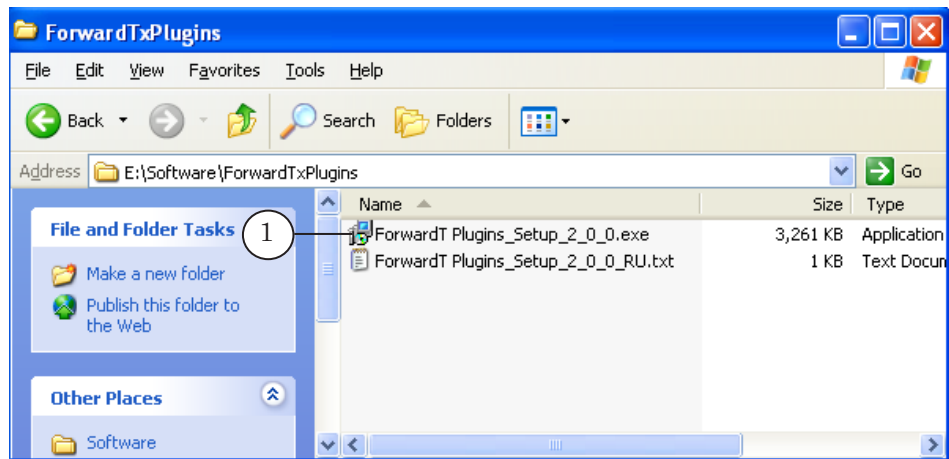 ForwardTxPlugins
File Edit View Favorites Tools Help
Back Search Folders
Address E:\Software\ForwardTxPlugins Go
Name Size Type
File and Folder Tasks
1
ForwardT Plugins_Setup_2_0_0.exe 3,261 KB Application
ForwardT Plugins_Setup_2_0_0_RU.txt 1 KB Text Docun
Make a new folder
Publish this folder to
the Web
Other Places
Software